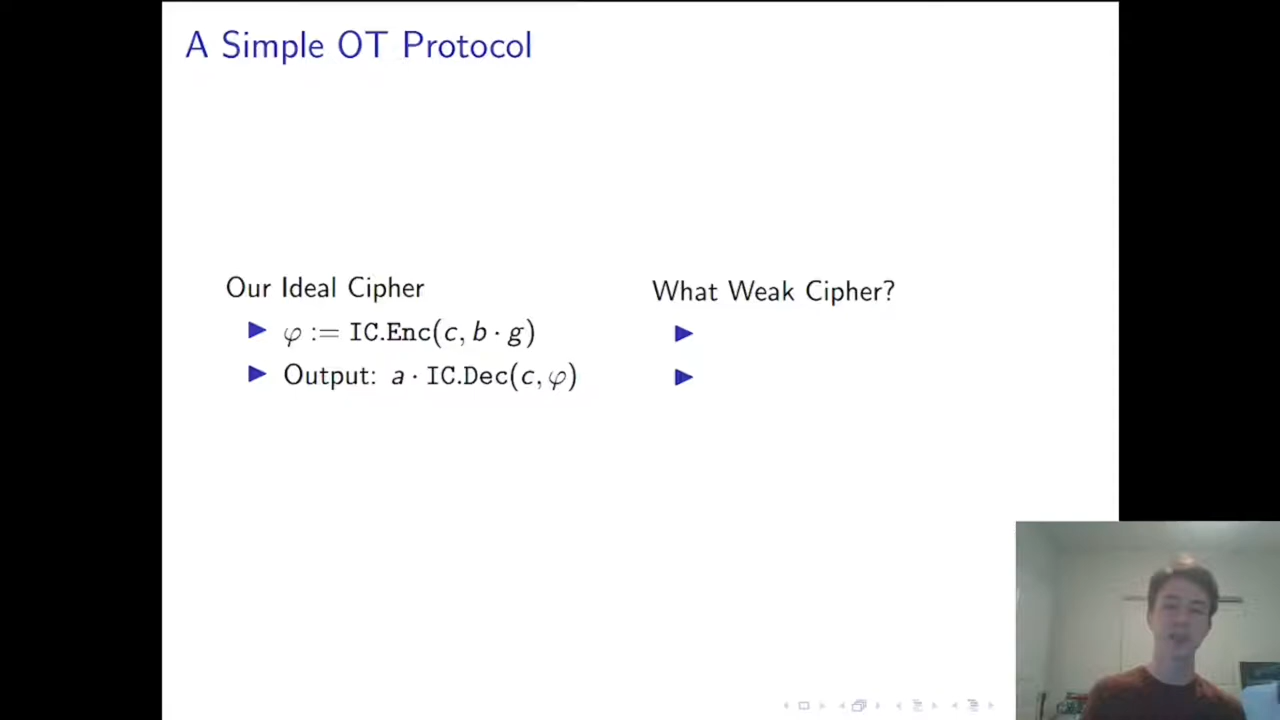 A Simple OT Protocol
Our Ideal Cipher
▶ φ := IC.Enc(c, b · g)
▶ Output: a · IC.Dec(c, φ)
What Weak Cipher?
▶
▶